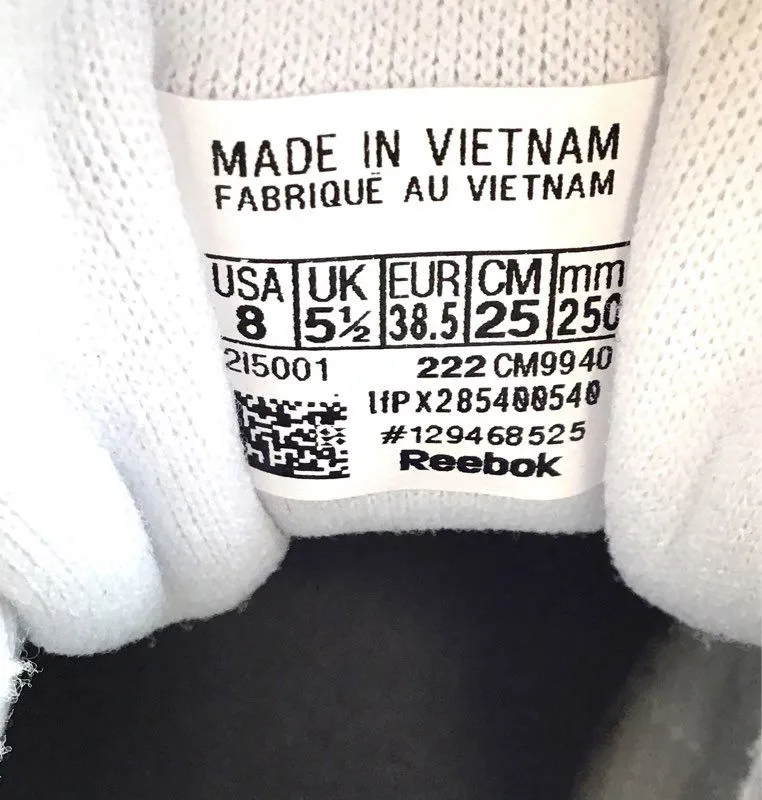 MADE IN VIETNAM
FABRIQUÉ AU VIETNAM
USA UK EUR CM mm
8 5½ 38.5 25 250
215001 222 CM9940
1fPX285400540
#129468525
Reebok